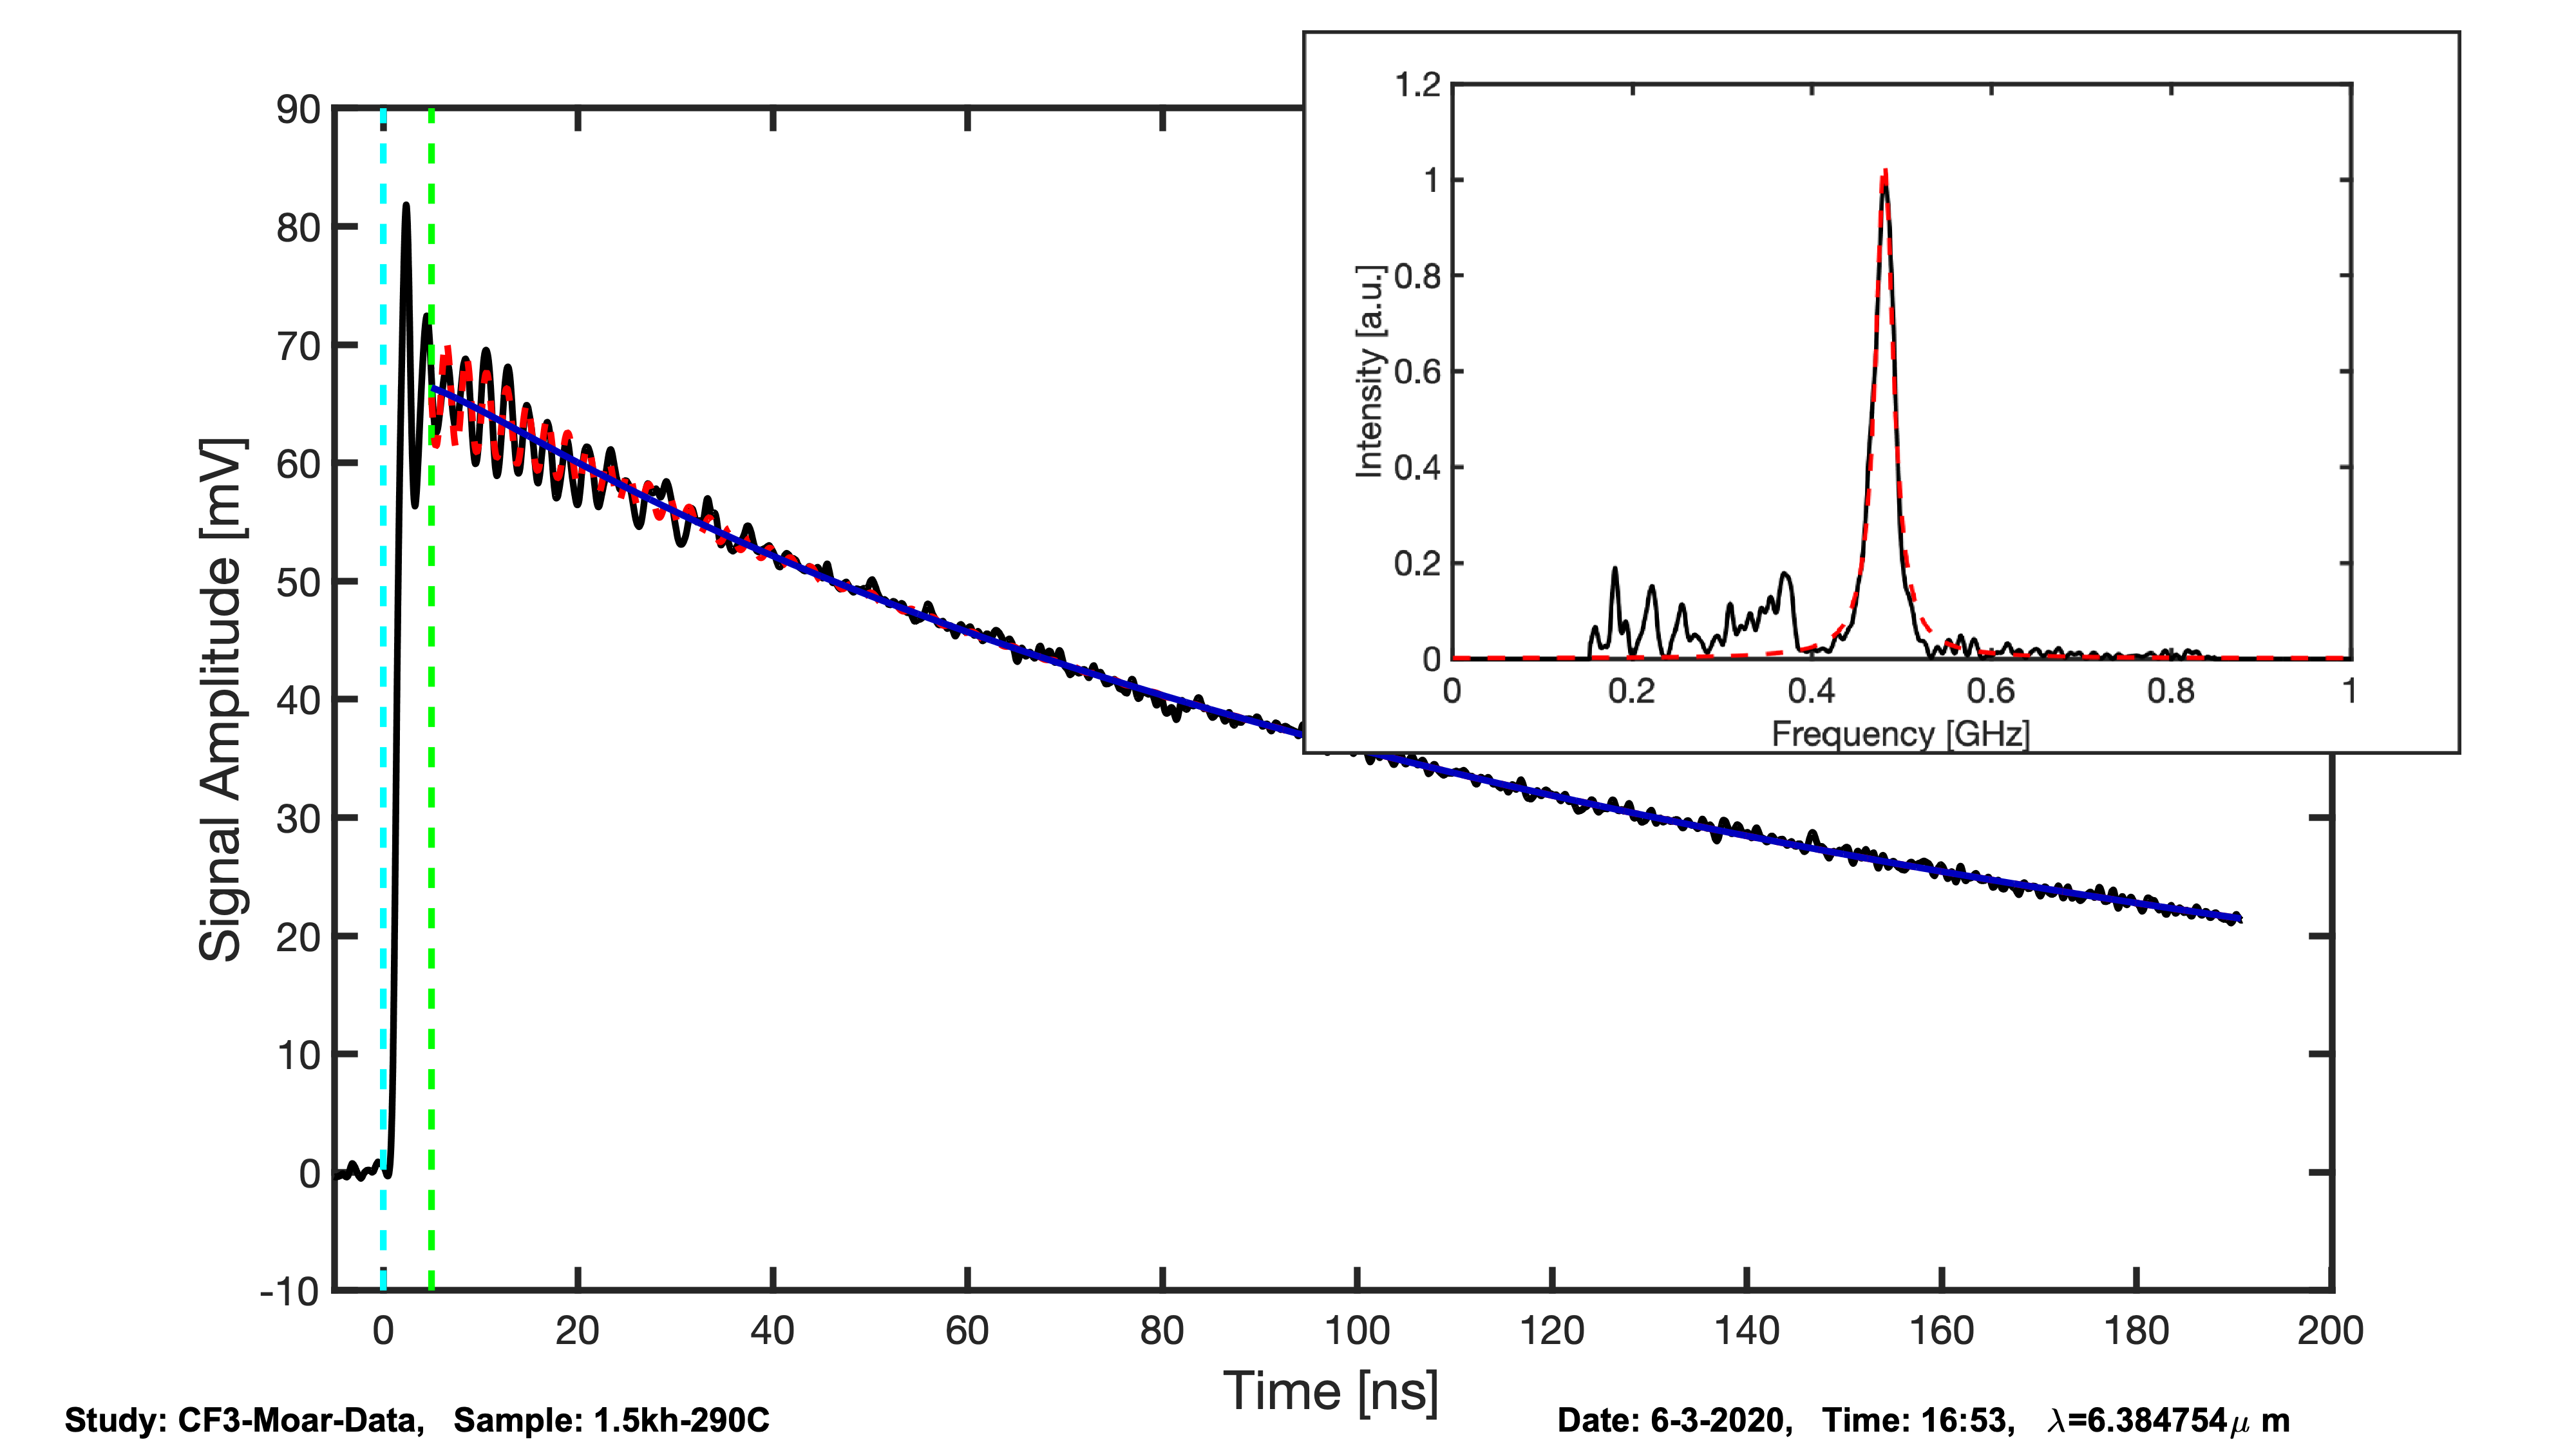 1.2
1
0.8
0.6
0.4
0.2
0
Intensity [a.u.]
0 0.2 0.4 0.6 0.8 1
Frequency [GHz]
90
80
70
60
50
40
30
20
10
0
-10
Signal Amplitude [mV]
0 20 40 60 80 100 120 140 160 180 200
Time [ns]
Study: CF3-Moar-Data, Sample: 1.5kh-290C
Date: 6-3-2020, Time: 16:53, λ=6.384754μ m